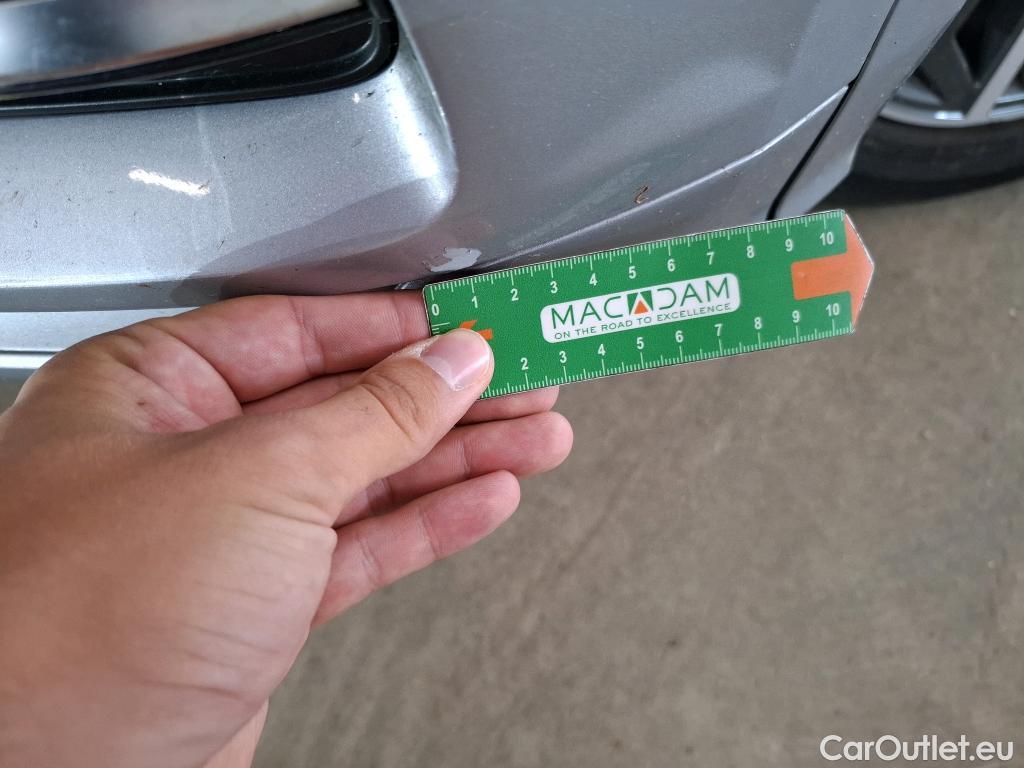 0 1 2 3 4 5 6 7 8 9 10
MACADAM
ON THE ROAD TO EXCELLENCE
2 3 4 5 6 7 8 9 10
CarOutlet.eu